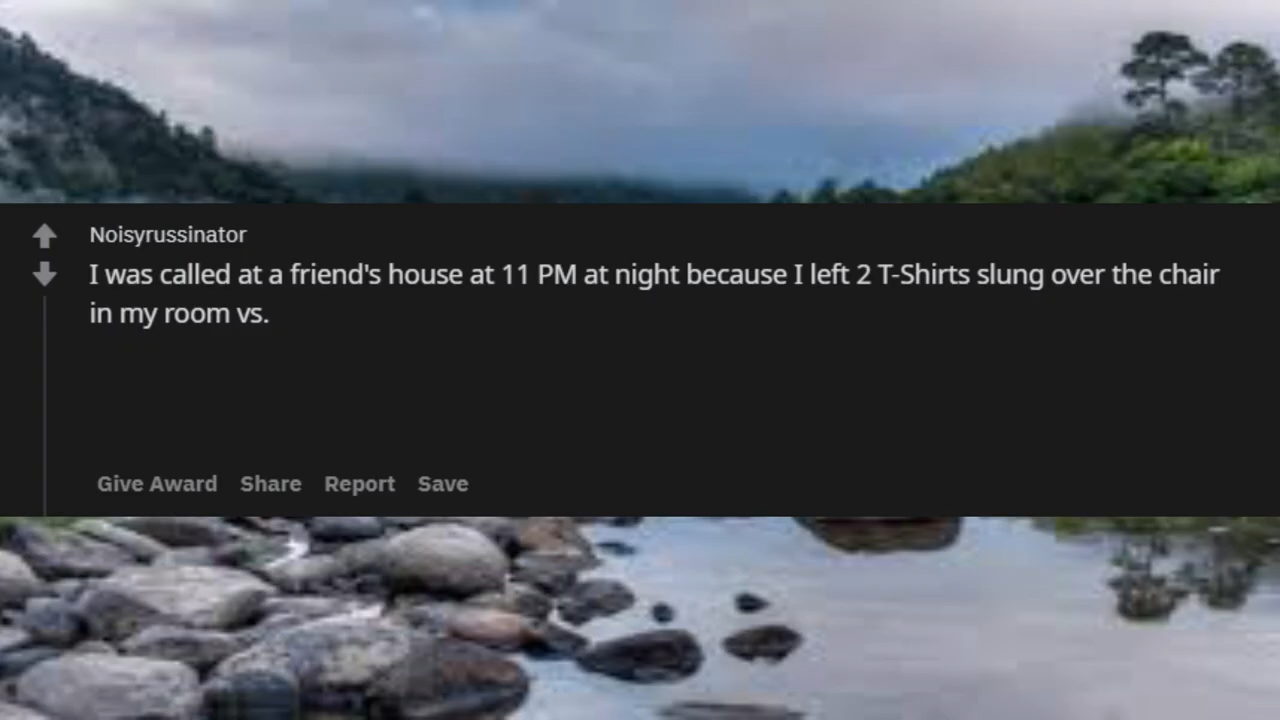 Noisyrussinator
I was called at a friend's house at 11 PM at night because I left 2 T-Shirts slung over the chair
in my room vs.
Give Award Share Report Save